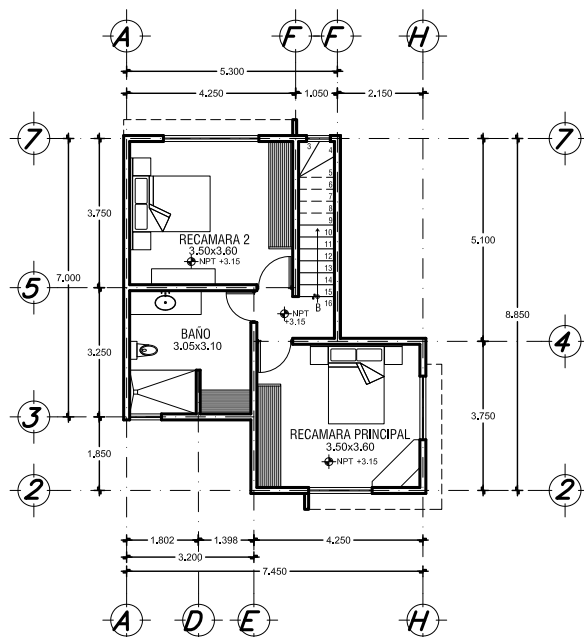 A F F H
5.300
4.250 1.050 2.150
7 7
3 4
5
6
7
8
9
10
11
12
13
14
15
16
B
3.750
7.000
5.100
RECAMARA 2
3.50x3.60
NPT +3.15
5
NPT
+3.15
8.850
BAÑO
3.05x3.10
3.250
4
3
3.750
RECAMARA PRINCIPAL
3.50x3.60
NPT +3.15
1.850
2 2
1.802 1.398 4.250
3.200
7.450
A D E H